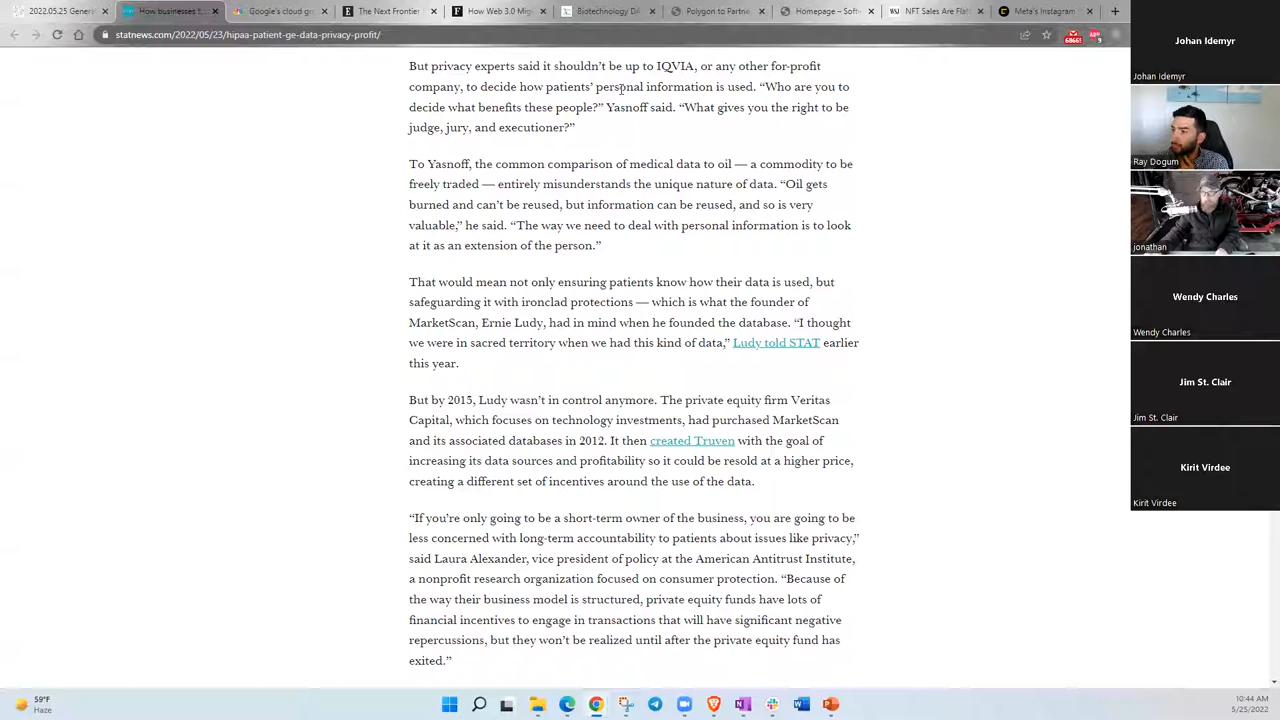 2022.05.25 Generi
How business t
Google's cloud g
The Next Frontier
How Web 3.0 Mig
Biotechnology D
Polygon to Partne
Homepage – Soft
NFT Sales Are Fla
Meta's Instagram
statnews.com/2022/05/23/hipaa-patient-ge-data-privacy-profit/
But privacy experts said it shouldn't be up to IQVIA, or any other for-profit
company, to decide how patients' personal information is used. “Who are you to
decide what benefits these people?” Yasnoff said. “What gives you the right to be
judge, jury, and executioner?”
To Yasnoff, the common comparison of medical data to oil — a commodity to be
freely traded — entirely misunderstands the unique nature of data. “Oil gets
burned and can't be reused, but information can be reused, and so is very
valuable,” he said. “The way we need to deal with personal information is to look
at it as an extension of the person.”
That would mean not only ensuring patients know how their data is used, but
safeguarding it with ironclad protections — which is what the founder of
MarketScan, Ernie Ludy, had in mind when he founded the database. “I thought
we were in sacred territory when we had this kind of data,” Ludy told STAT earlier
this year.
But by 2015, Ludy wasn't in control anymore. The private equity firm Veritas
Capital, which focuses on technology investments, had purchased MarketScan
and its associated databases in 2012. It then created Truven with the goal of
increasing its data sources and profitability so it could be resold at a higher price,
creating a different set of incentives around the use of the data.
“If you're only going to be a short-term owner of the business, you are going to be
less concerned with long-term accountability to patients about issues like privacy,”
said Laura Alexander, vice president of policy at the American Antitrust Institute,
a nonprofit research organization focused on consumer protection. “Because of
the way their business model is structured, private equity funds have lots of
financial incentives to engage in transactions that will have significant negative
repercussions, but they won't be realized until after the private equity fund has
exited.”
Johan Idemyr
Johan Idemyr
Ray Dogum
jonathan
Wendy Charles
Wendy Charles
Jim St. Clair
Jim St. Clair
Kirit Virdee
Kirit Virdee
59°F
Haze
10:44 AM
5/25/2022